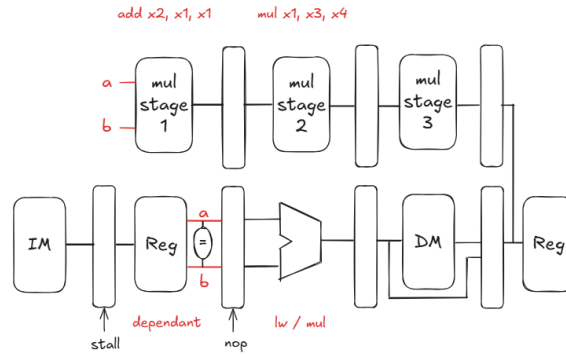 add x2, x1, x1
mul x1, x3, x4
a
b
mul
stage
1
mul
stage
2
mul
stage
3
IM
Reg
a
=
b
DM
Reg
dependant
lw / mul
stall
nop